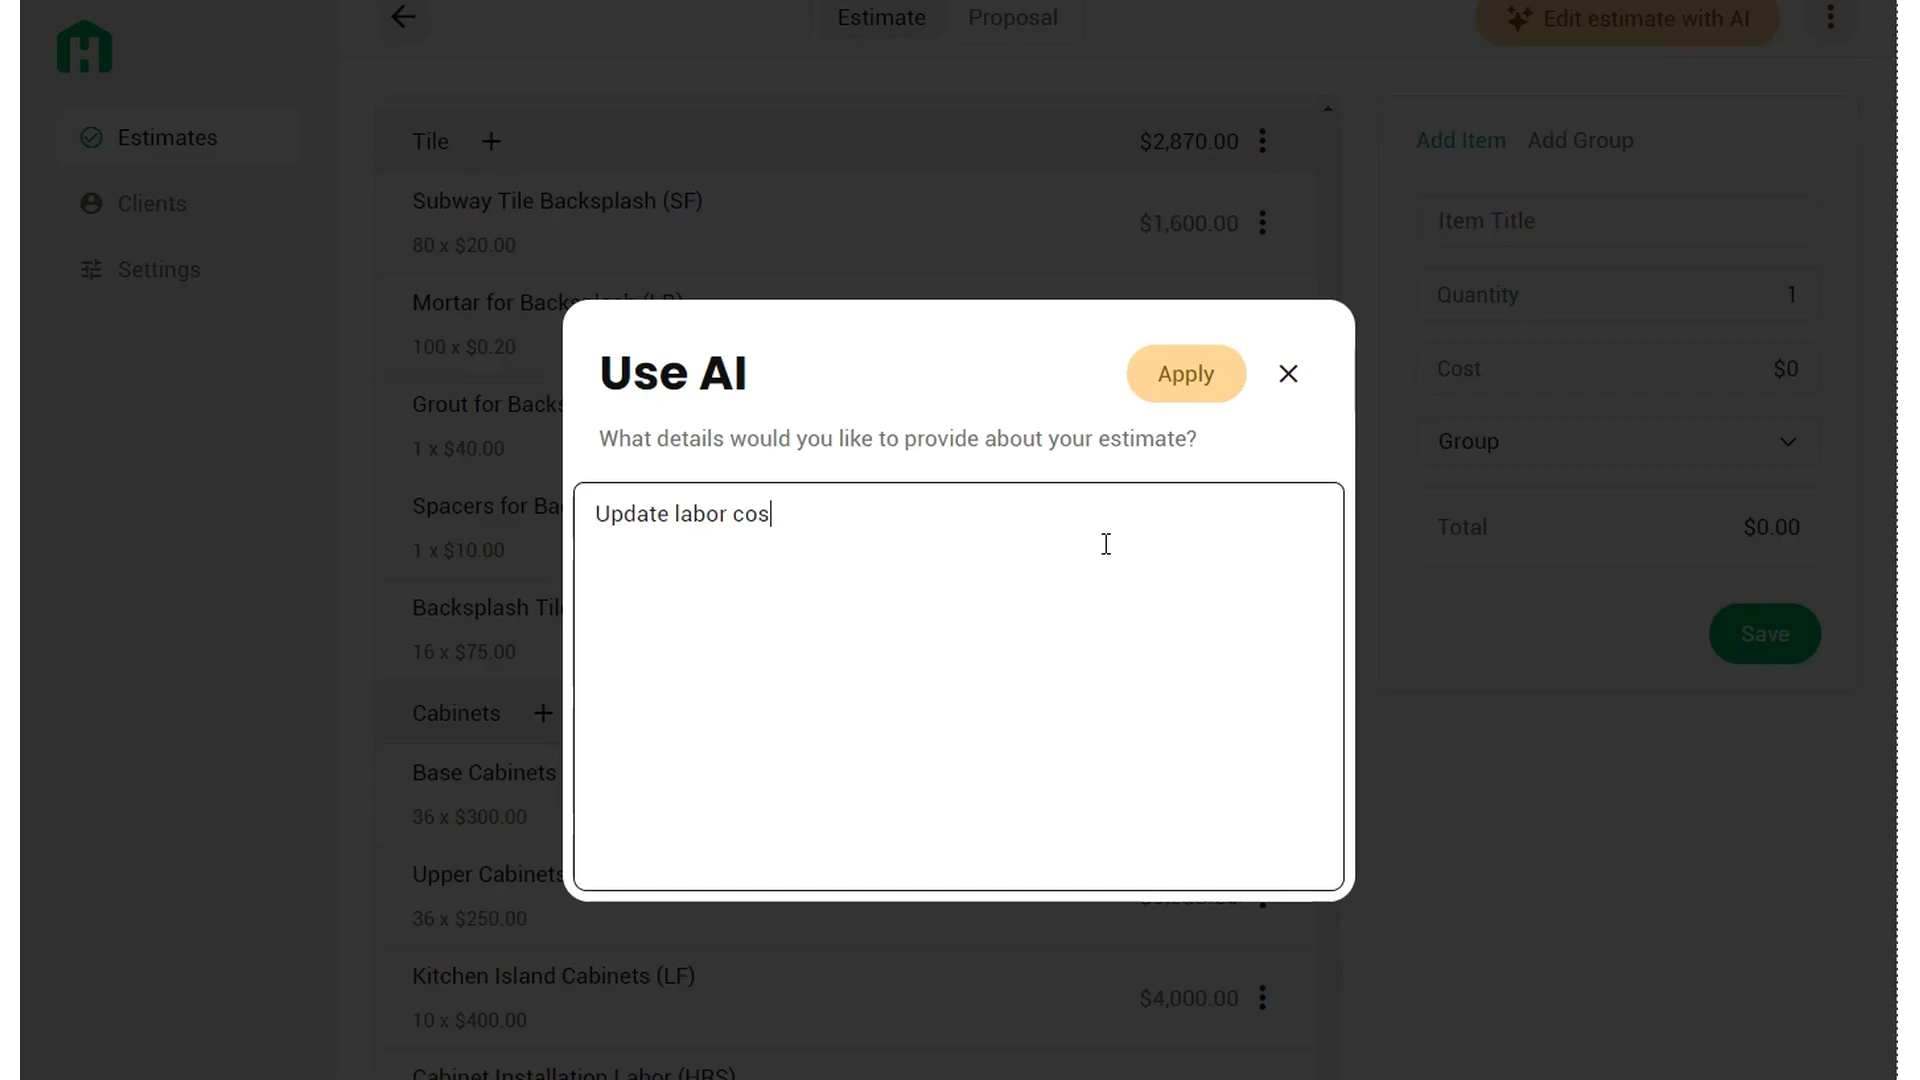 Estimate
Proposal
Edit estimate with AI
Estimates
Clients
Settings
Tile +
$2,870.00
Subway Tile Backsplash (SF)
80 x $20.00
$1,600.00
Mortar for
100 x $0.20
Grout for
1 x $40.00
Spacers for
1 x $10.00
Backsplash
16 x $75.00
Cabinets +
Base Cabinets
36 x $300.00
Upper Cabinets
36 x $250.00
Kitchen Island Cabinets (LF)
10 x $400.00
$4,000.00
Cabinet Installation Labor (HRS)
Use AI
Apply
What details would you like to provide about your estimate?
Update labor cos
Add Item
Add Group
Item Title
Quantity
1
Cost
$0
Group
Total
$0.00
Save